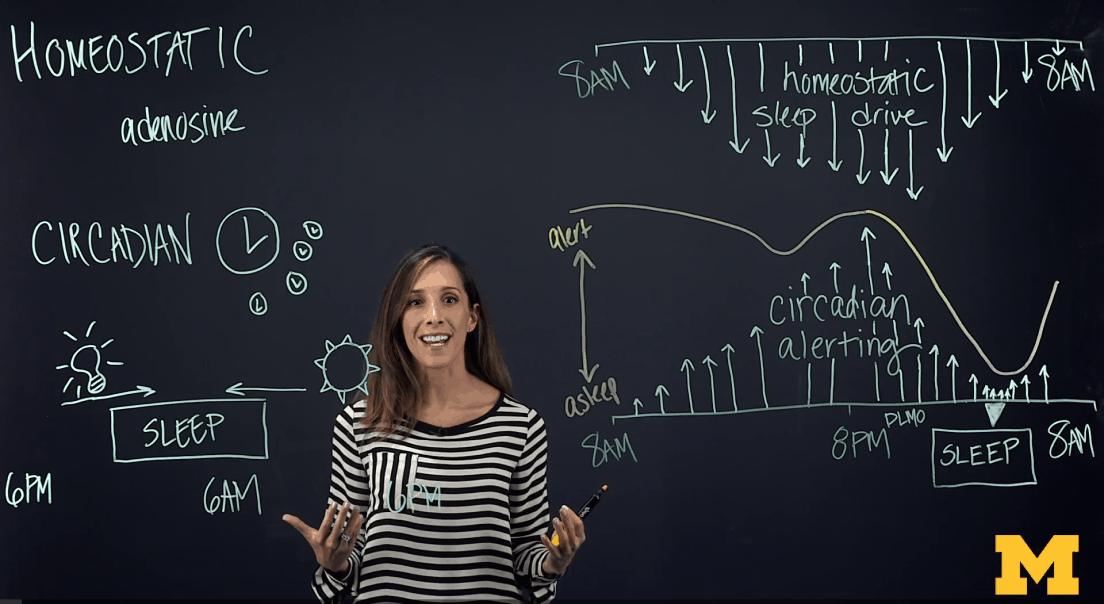 HOMEOSTATIC
adenosine
CIRCADIAN
SLEEP
6PM
6AM
6PM
8AM
8AM
homeostatic
sleep drive
alert
asleep
circadian
alerting
8AM
8PM
DLMO
SLEEP
8AM
M